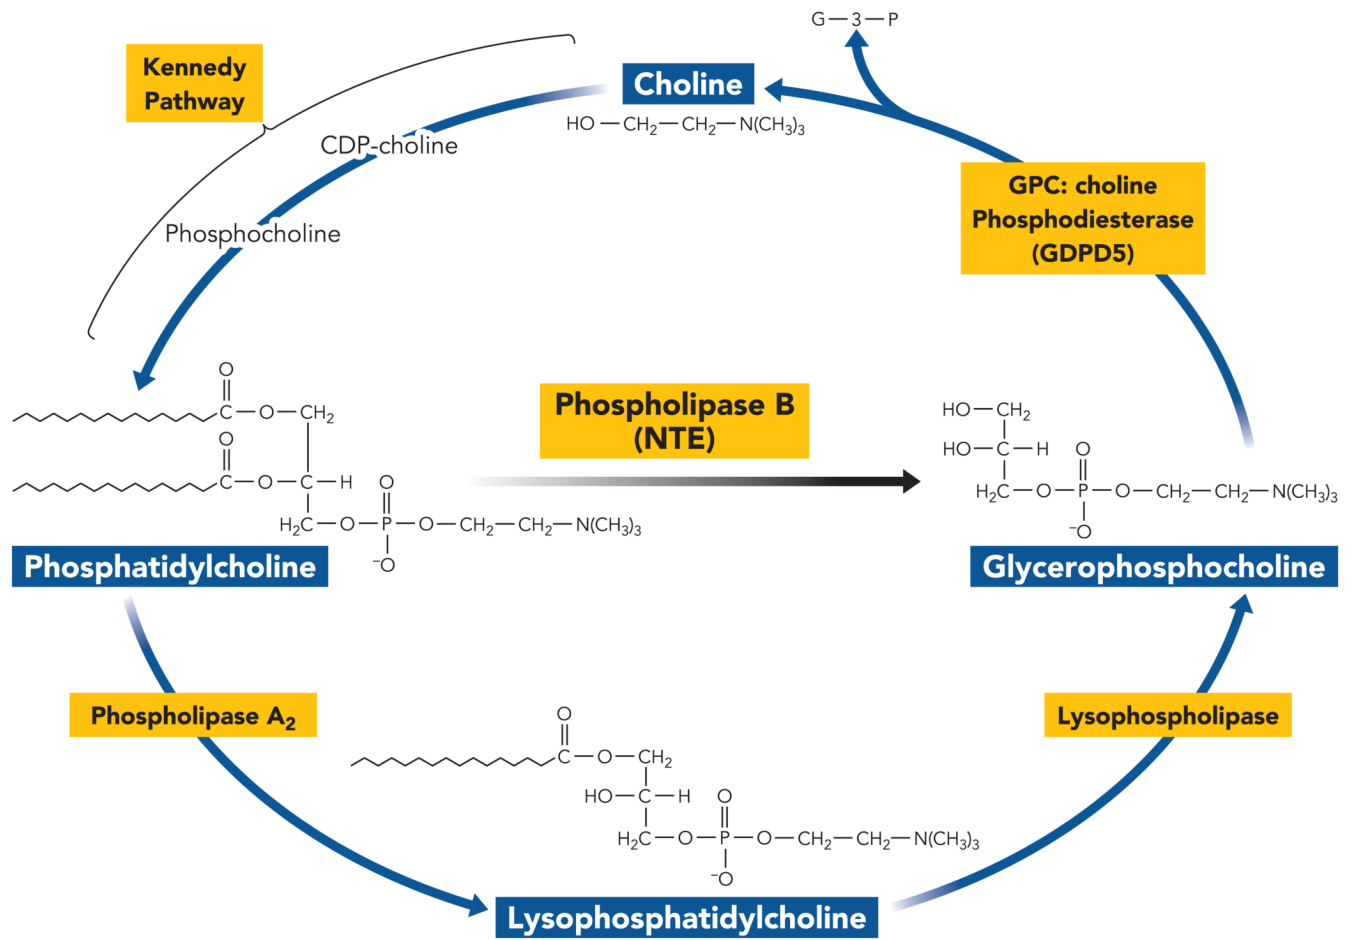 G—3—P
Kennedy
Pathway
Choline
HO—CH₂—CH₂—N(CH₃)₃
CDP-choline
GPC: choline
Phosphodiesterase
(GDPD5)
Phosphocholine
O
C—O—CH₂
O
C—O—C—H
O
H₂C—O—P—O—CH₂—CH₂—N(CH₃)₃
⁻O
Phosphatidylcholine
Phospholipase B
(NTE)
HO—CH₂
HO—C—H
O
H₂C—O—P—O—CH₂—CH₂—N(CH₃)₃
⁻O
Glycerophosphocholine
Phospholipase A₂
Lysophospholipase
O
C—O—CH₂
HO—C—H
O
H₂C—O—P—O—CH₂—CH₂—N(CH₃)₃
⁻O
Lysophosphatidylcholine